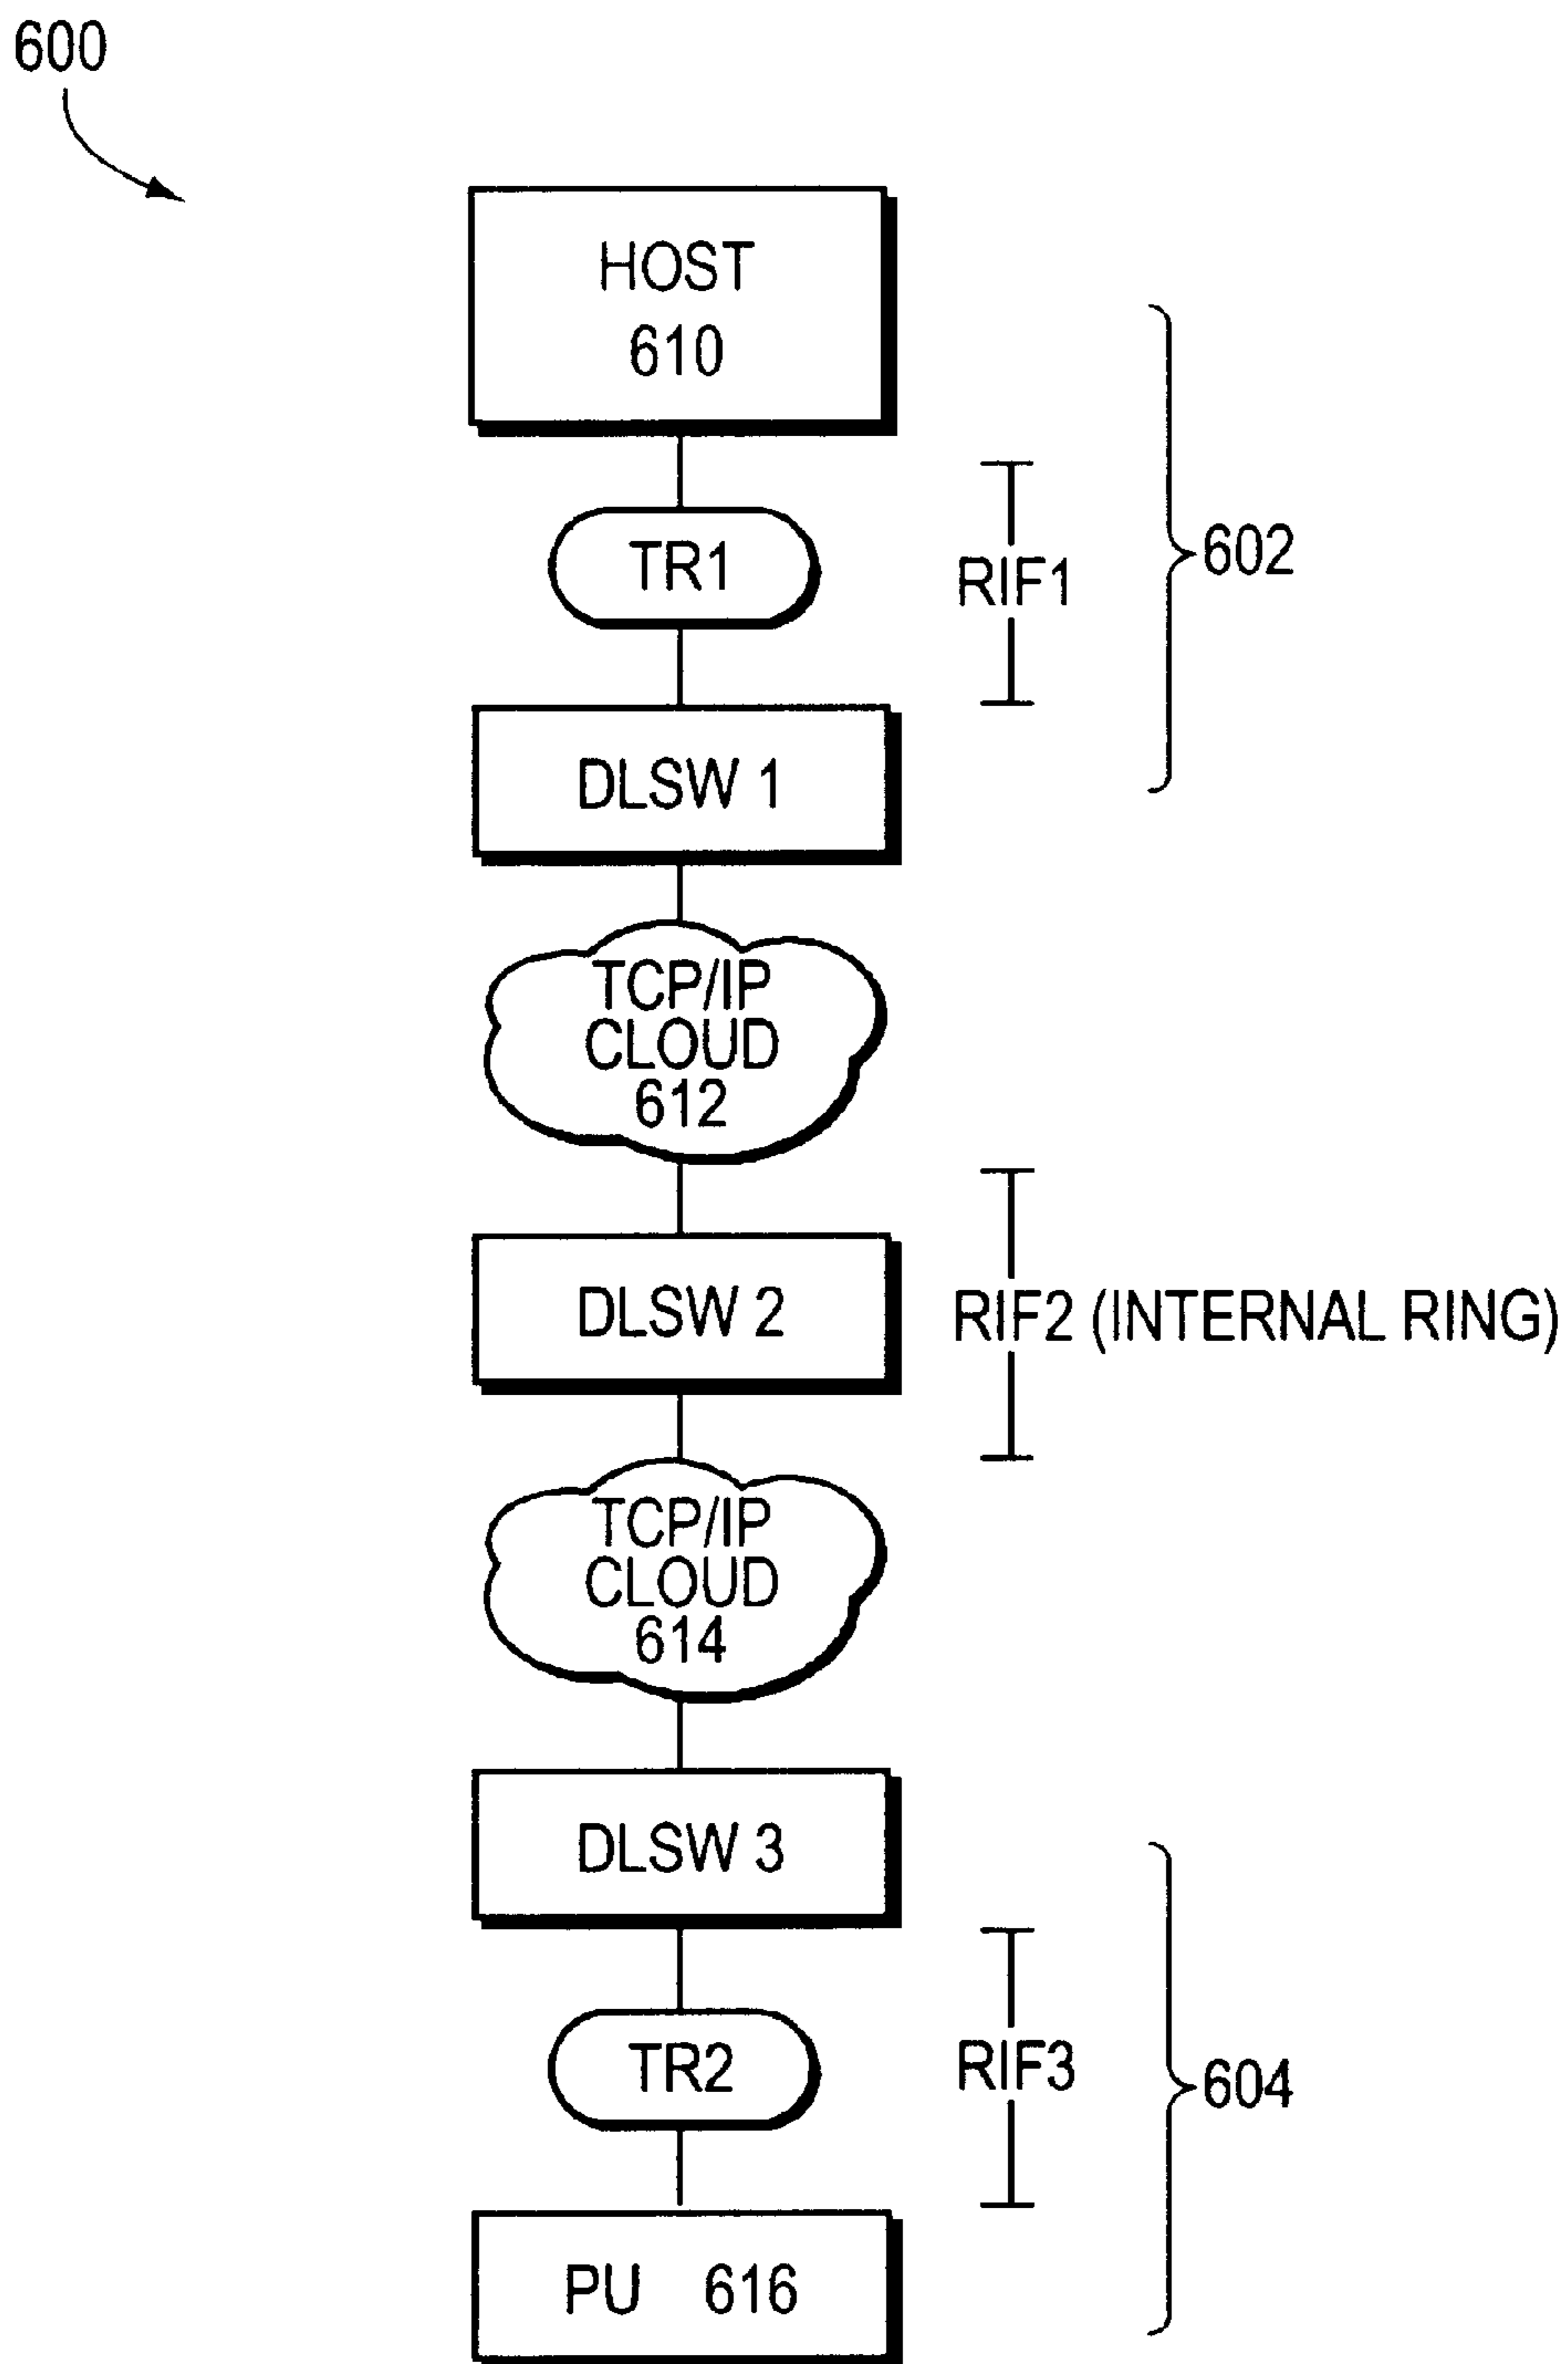 600
HOST
610
TR1
RIF1
602
DLSW 1
TCP/IP
CLOUD
612
DLSW 2
RIF2 (INTERNAL RING)
TCP/IP
CLOUD
614
DLSW 3
TR2
RIF3
604
PU 616